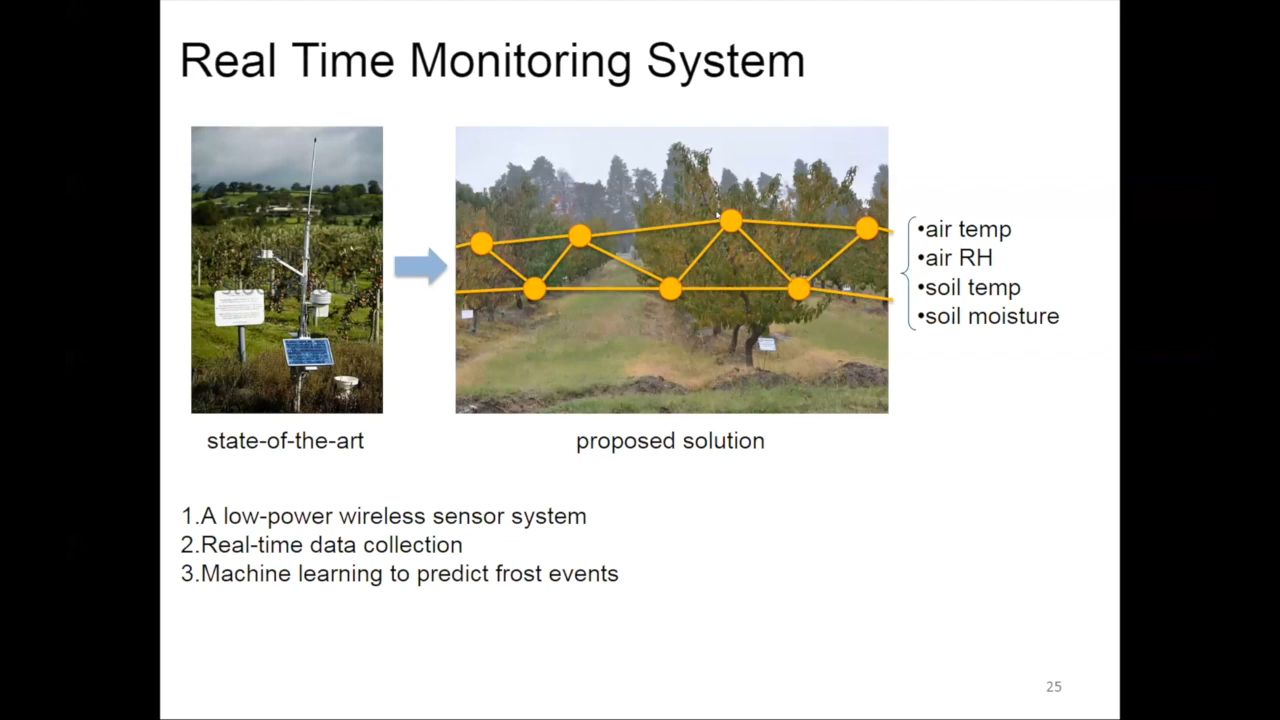 Real Time Monitoring System
•air temp
•air RH
•soil temp
•soil moisture
state-of-the-art
proposed solution
1.A low-power wireless sensor system
2.Real-time data collection
3.Machine learning to predict frost events
25